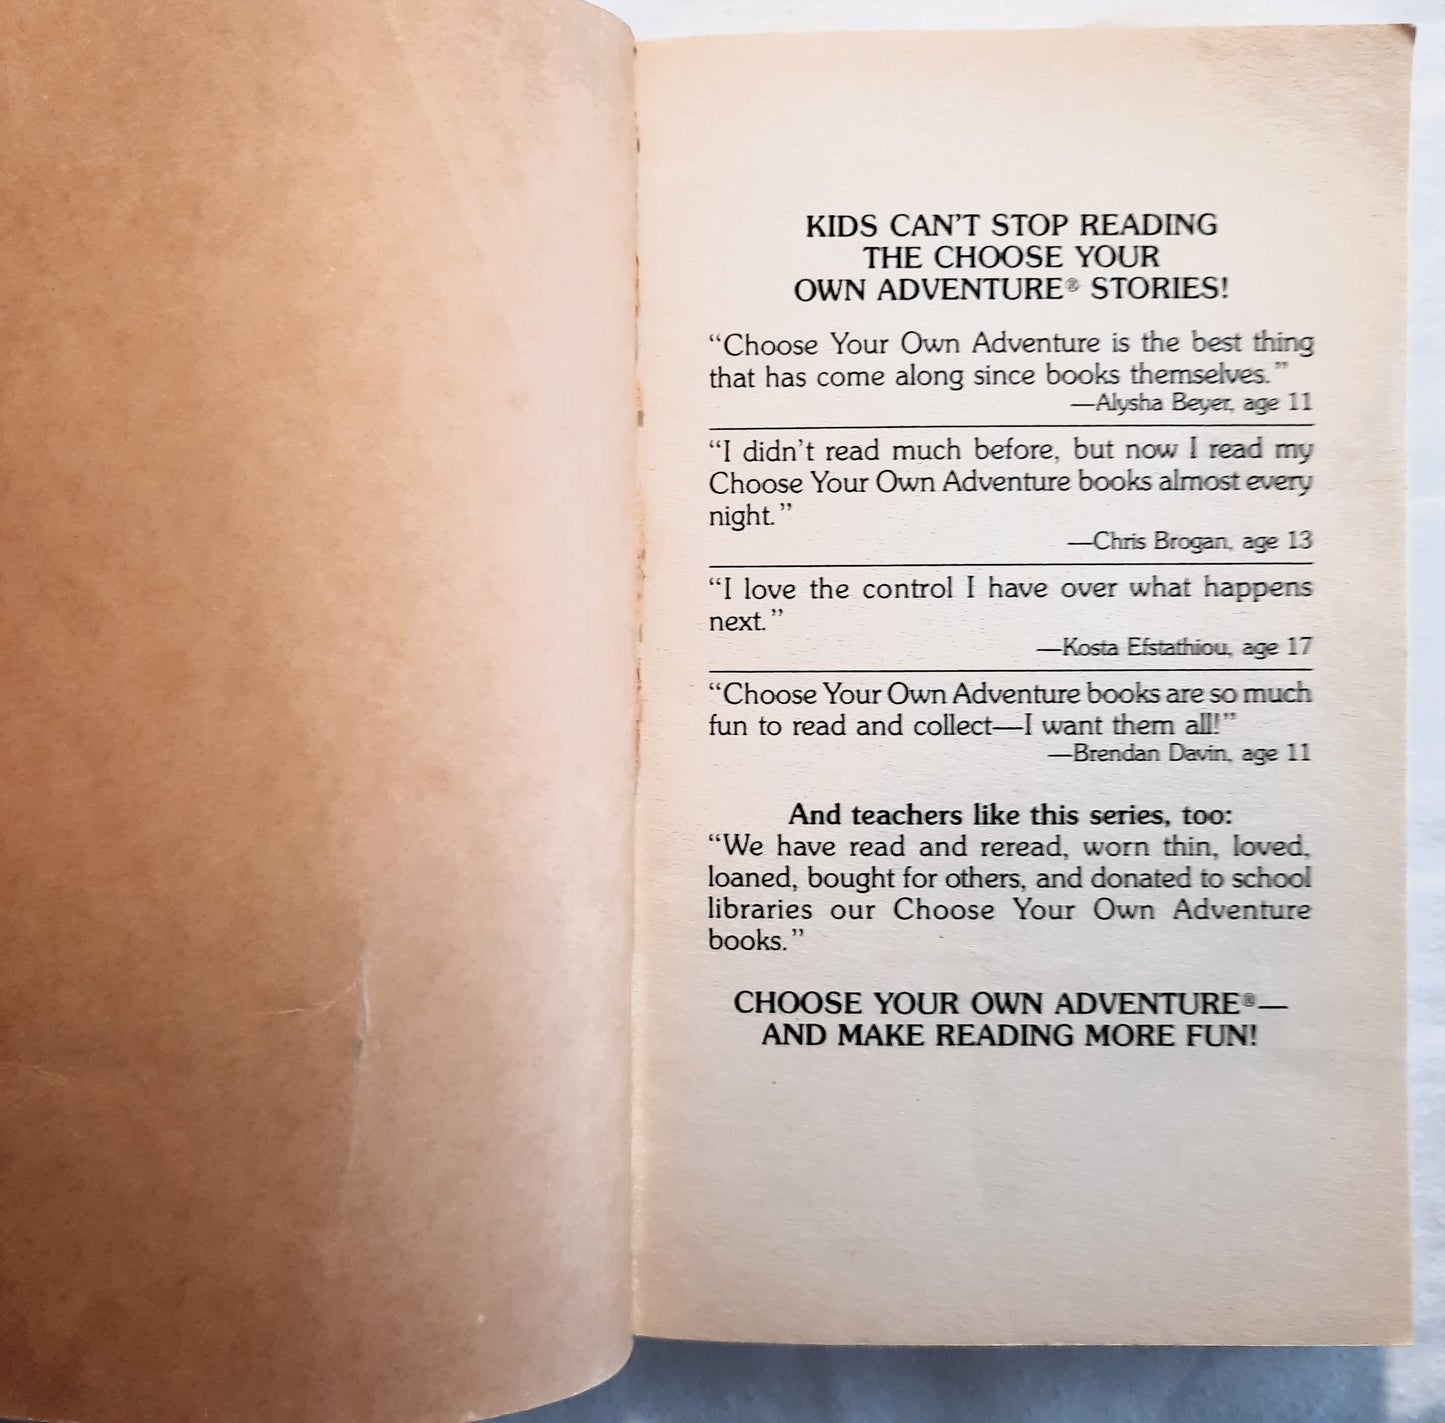 KIDS CAN'T STOP READING
THE CHOOSE YOUR
OWN ADVENTURE® STORIES!
“Choose Your Own Adventure is the best thing
that has come along since books themselves.”
—Alysha Beyer, age 11
“I didn't read much before, but now I read my
Choose Your Own Adventure books almost every
night.”
—Chris Brogan, age 13
“I love the control I have over what happens
next.”
—Kosta Efstathiou, age 17
“Choose Your Own Adventure books are so much
fun to read and collect—I want them all!”
—Brendan Davin, age 11
And teachers like this series, too:
“We have read and reread, worn thin, loved,
loaned, bought for others, and donated to school
libraries our Choose Your Own Adventure
books.”
CHOOSE YOUR OWN ADVENTURE®—
AND MAKE READING MORE FUN!